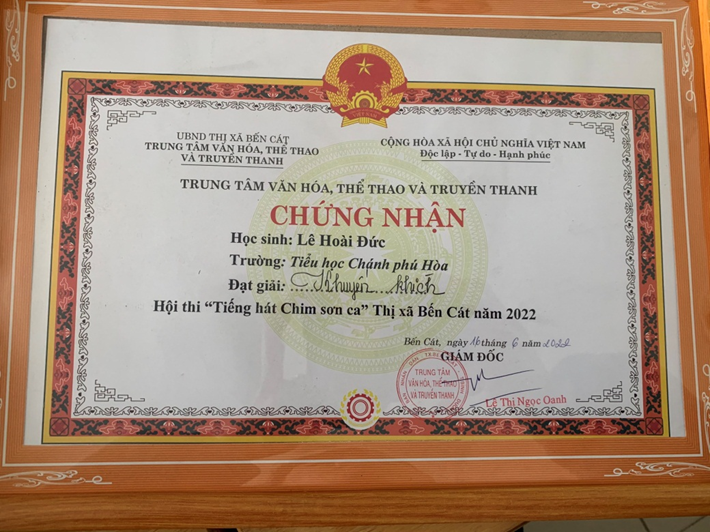 UBND THỊ XÃ BẾN CÁT
TRUNG TÂM VĂN HÓA, THỂ THAO
VÀ TRUYỀN THANH
CỘNG HÒA XÃ HỘI CHỦ NGHĨA VIỆT NAM
Độc lập - Tự do - Hạnh phúc
TRUNG TÂM VĂN HÓA, THỂ THAO VÀ TRUYỀN THANH
CHỨNG NHẬN
Học sinh: Lê Hoài Đức
Trường: Tiểu học Chánh phú Hòa
Đạt giải: ......Khuyến....khích
Hội thi “Tiếng hát Chim sơn ca” Thị xã Bến Cát năm 2022
Bến Cát, ngày 16 tháng 6 năm 2022
GIÁM ĐỐC
TRUNG TÂM
VĂN HÓA, THỂ THAO
VÀ TRUYỀN THANH
Lê Thị Ngọc Oanh